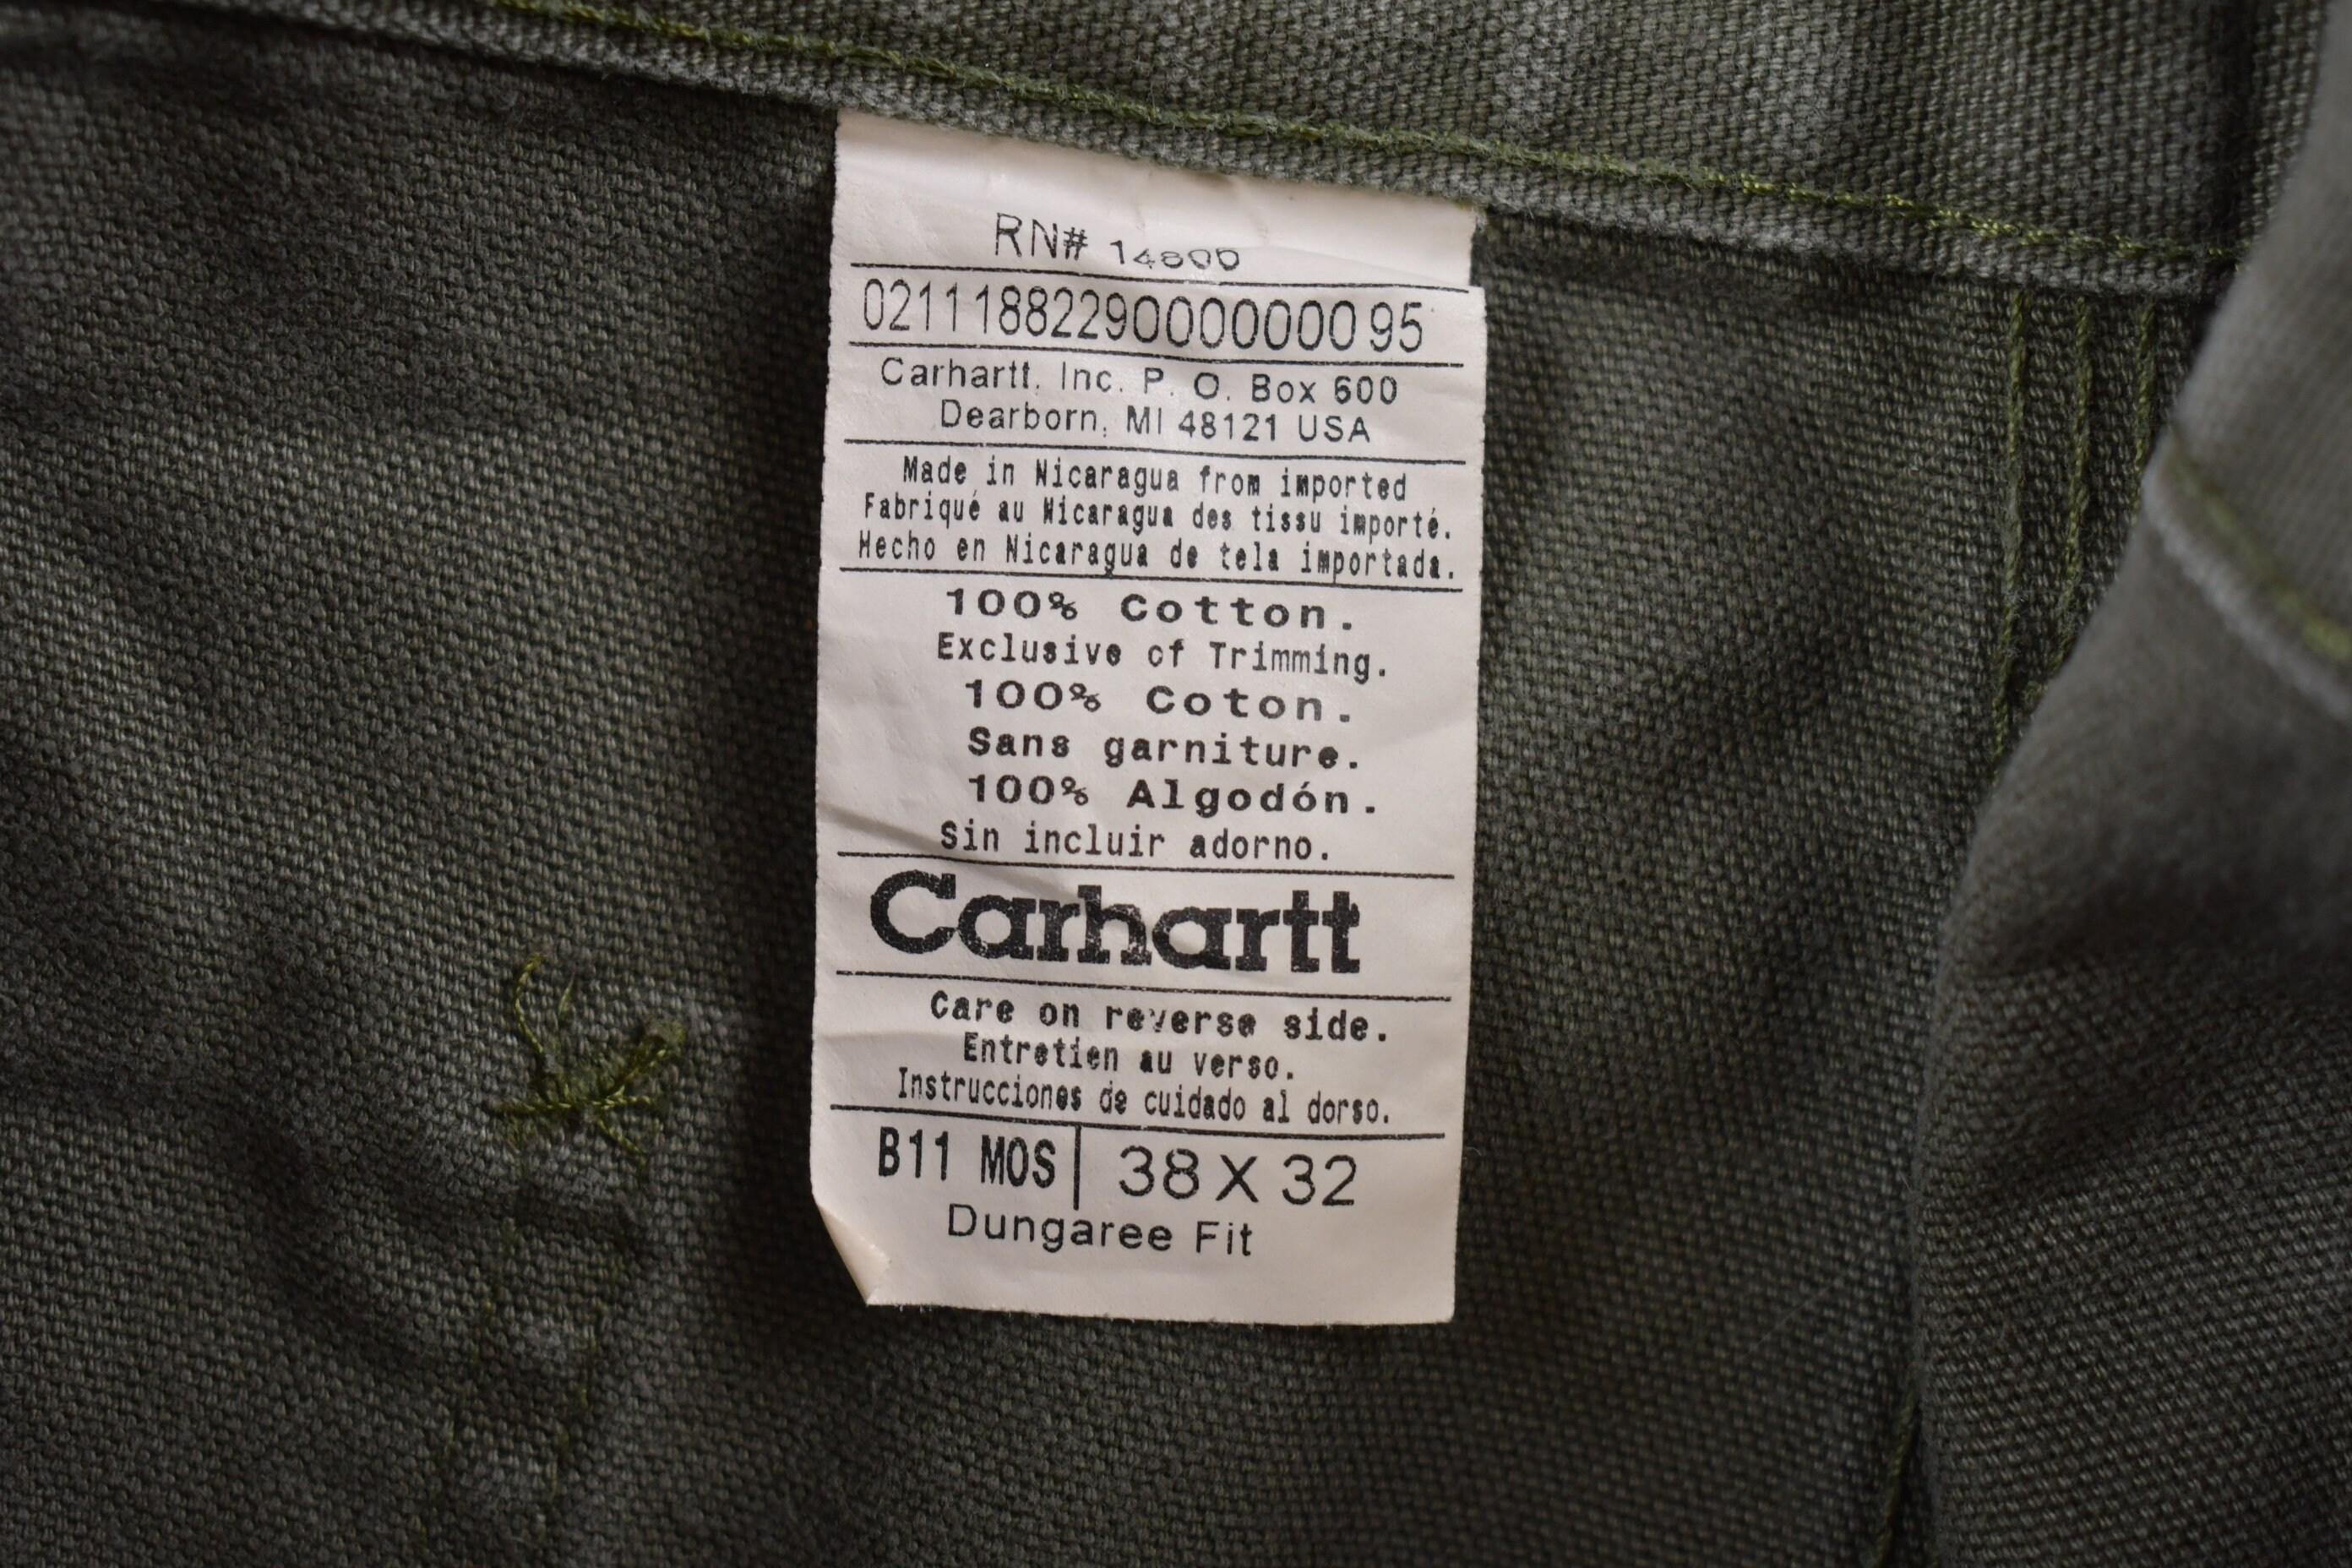 RN# 14806
021118822900000000095
Carhartt, Inc. P. O. Box 600
Dearborn, MI 48121 USA
Made in Nicaragua from imported
Fabriqué au Nicaragua des tissu importé.
Hecho en Nicaragua de tela importada.
100% Cotton.
Exclusive of Trimming.
100% Coton.
Sans garniture.
100% Algodón.
Sin incluir adorno.
Carhartt
Care on reverse side.
Entretien au verso.
Instrucciones de cuidado al dorso.
B11 MOS 38 X 32
Dungaree Fit